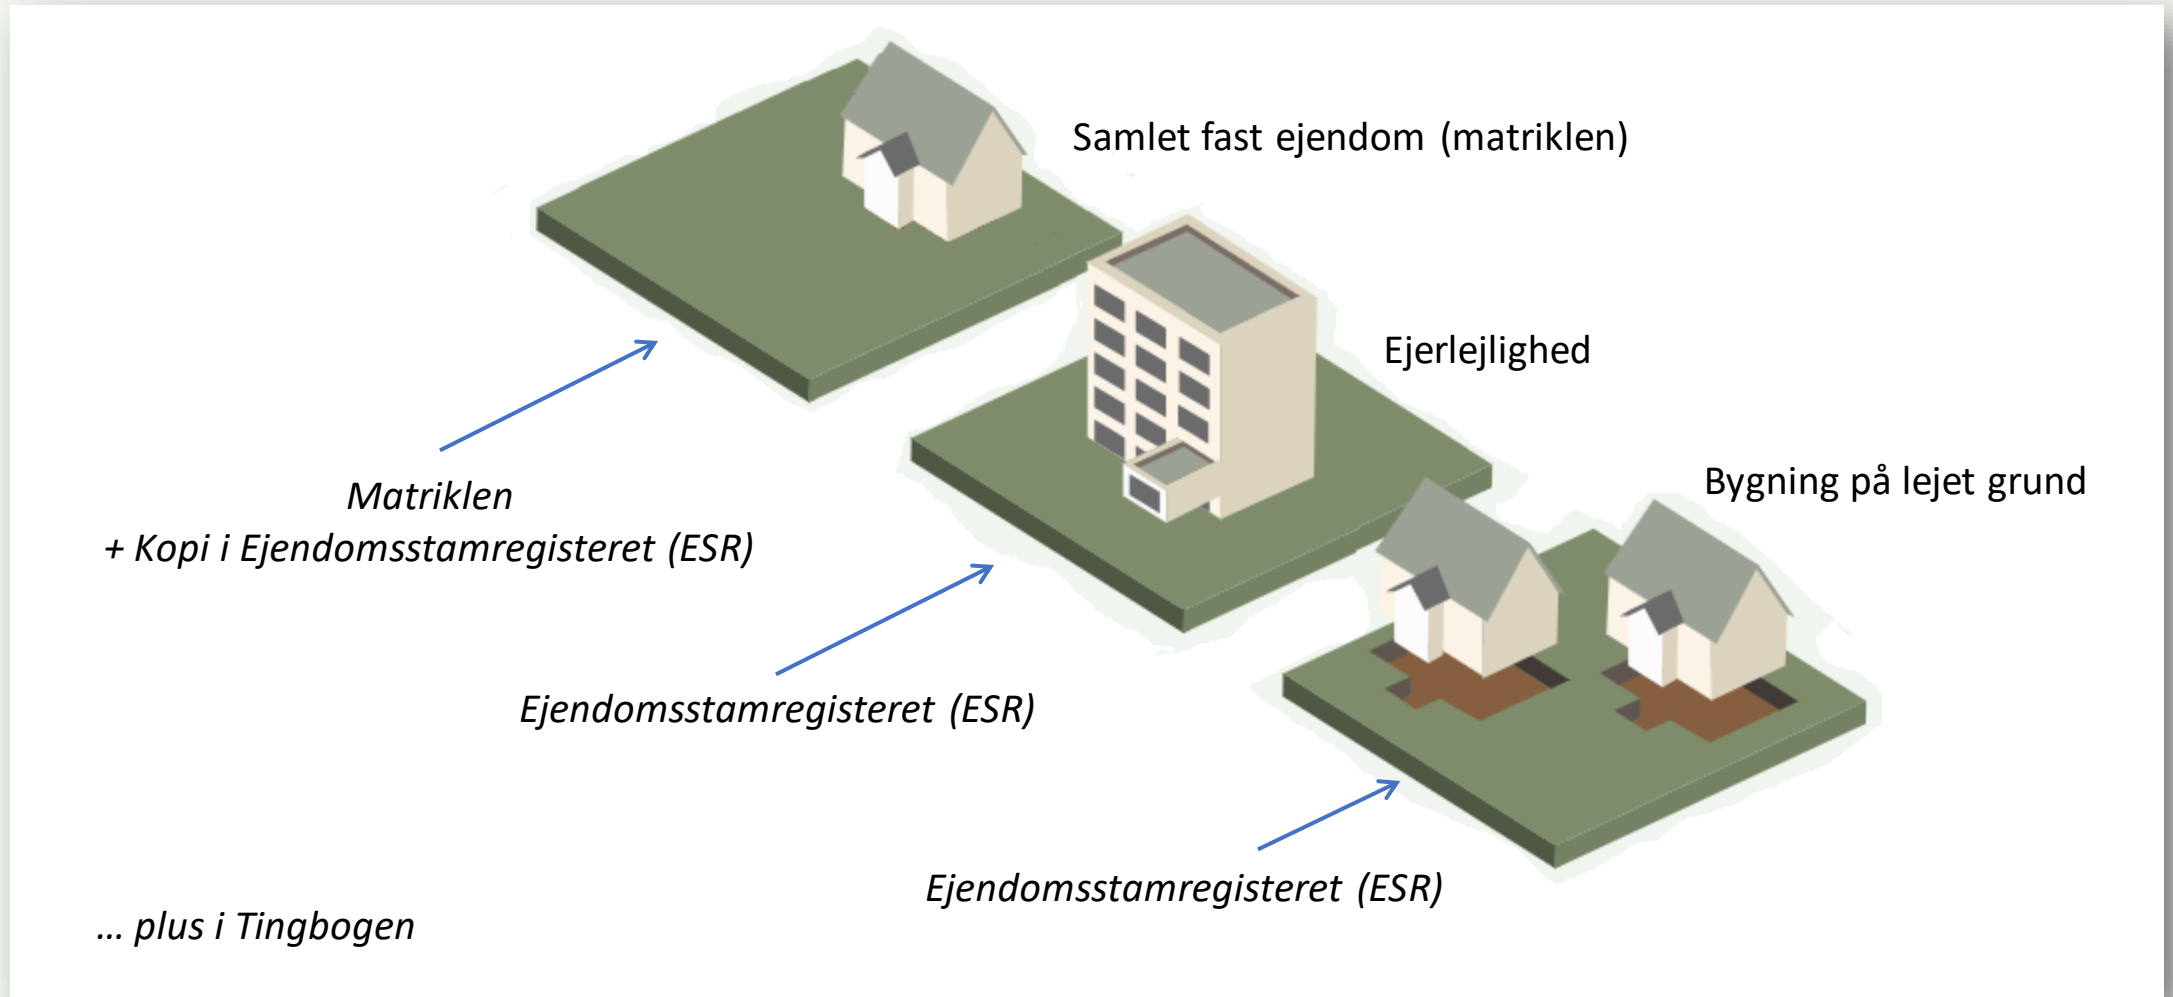 Samlet fast ejendom (matriklen)
Ejerlejlighed
Bygning på lejet grund
Matriklen
+ Kopi i Ejendomsstamregisteret (ESR)
Ejendomsstamregisteret (ESR)
Ejendomsstamregisteret (ESR)
... plus i Tingbogen